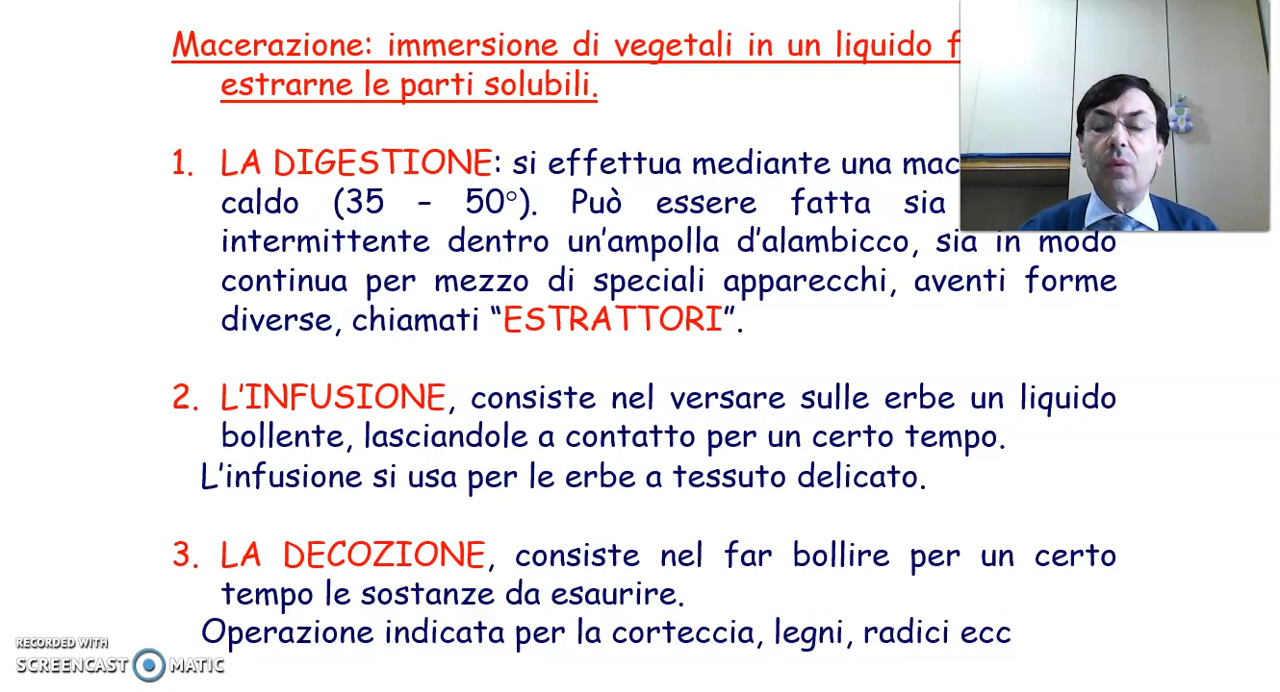 Macerazione: immersione di vegetali in un liquido
estrarne le parti solubili.
1. LA DIGESTIONE: si effettua mediante una
caldo (35 – 50°). Può essere fatta sia
intermittente dentro un'ampolla d'alambicco, sia in modo
continua per mezzo di speciali apparecchi, aventi forme
diverse, chiamati “ESTRATTORI”.
2. L'INFUSIONE, consiste nel versare sulle erbe un liquido
bollente, lasciandole a contatto per un certo tempo.
L'infusione si usa per le erbe a tessuto delicato.
3. LA DECOZIONE, consiste nel far bollire per un certo
tempo le sostanze da esaurire.
Operazione indicata per la corteccia, legni, radici ecc
RECORDED WITH
SCREENCAST MATIC